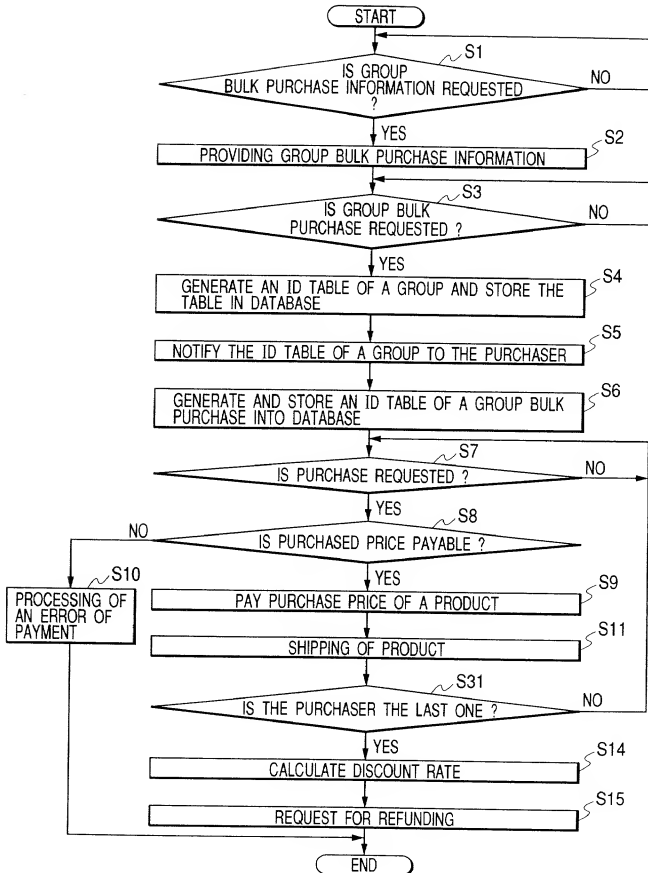 START
S1
IS GROUP
BULK PURCHASE INFORMATION REQUESTED
?
NO
YES
S2
PROVIDING GROUP BULK PURCHASE INFORMATION
S3
IS GROUP BULK
PURCHASE REQUESTED ?
NO
YES
S4
GENERATE AN ID TABLE OF A GROUP AND STORE THE
TABLE IN DATABASE
S5
NOTIFY THE ID TABLE OF A GROUP TO THE PURCHASER
S6
GENERATE AND STORE AN ID TABLE OF A GROUP BULK
PURCHASE INTO DATABASE
S7
IS PURCHASE REQUESTED ?
NO
YES
S8
NO
IS PURCHASED PRICE PAYABLE ?
YES
S10
PROCESSING OF
AN ERROR OF
PAYMENT
S9
PAY PURCHASE PRICE OF A PRODUCT
S11
SHIPPING OF PRODUCT
S31
IS THE PURCHASER THE LAST ONE ?
NO
YES
S14
CALCULATE DISCOUNT RATE
S15
REQUEST FOR REFUNDING
END